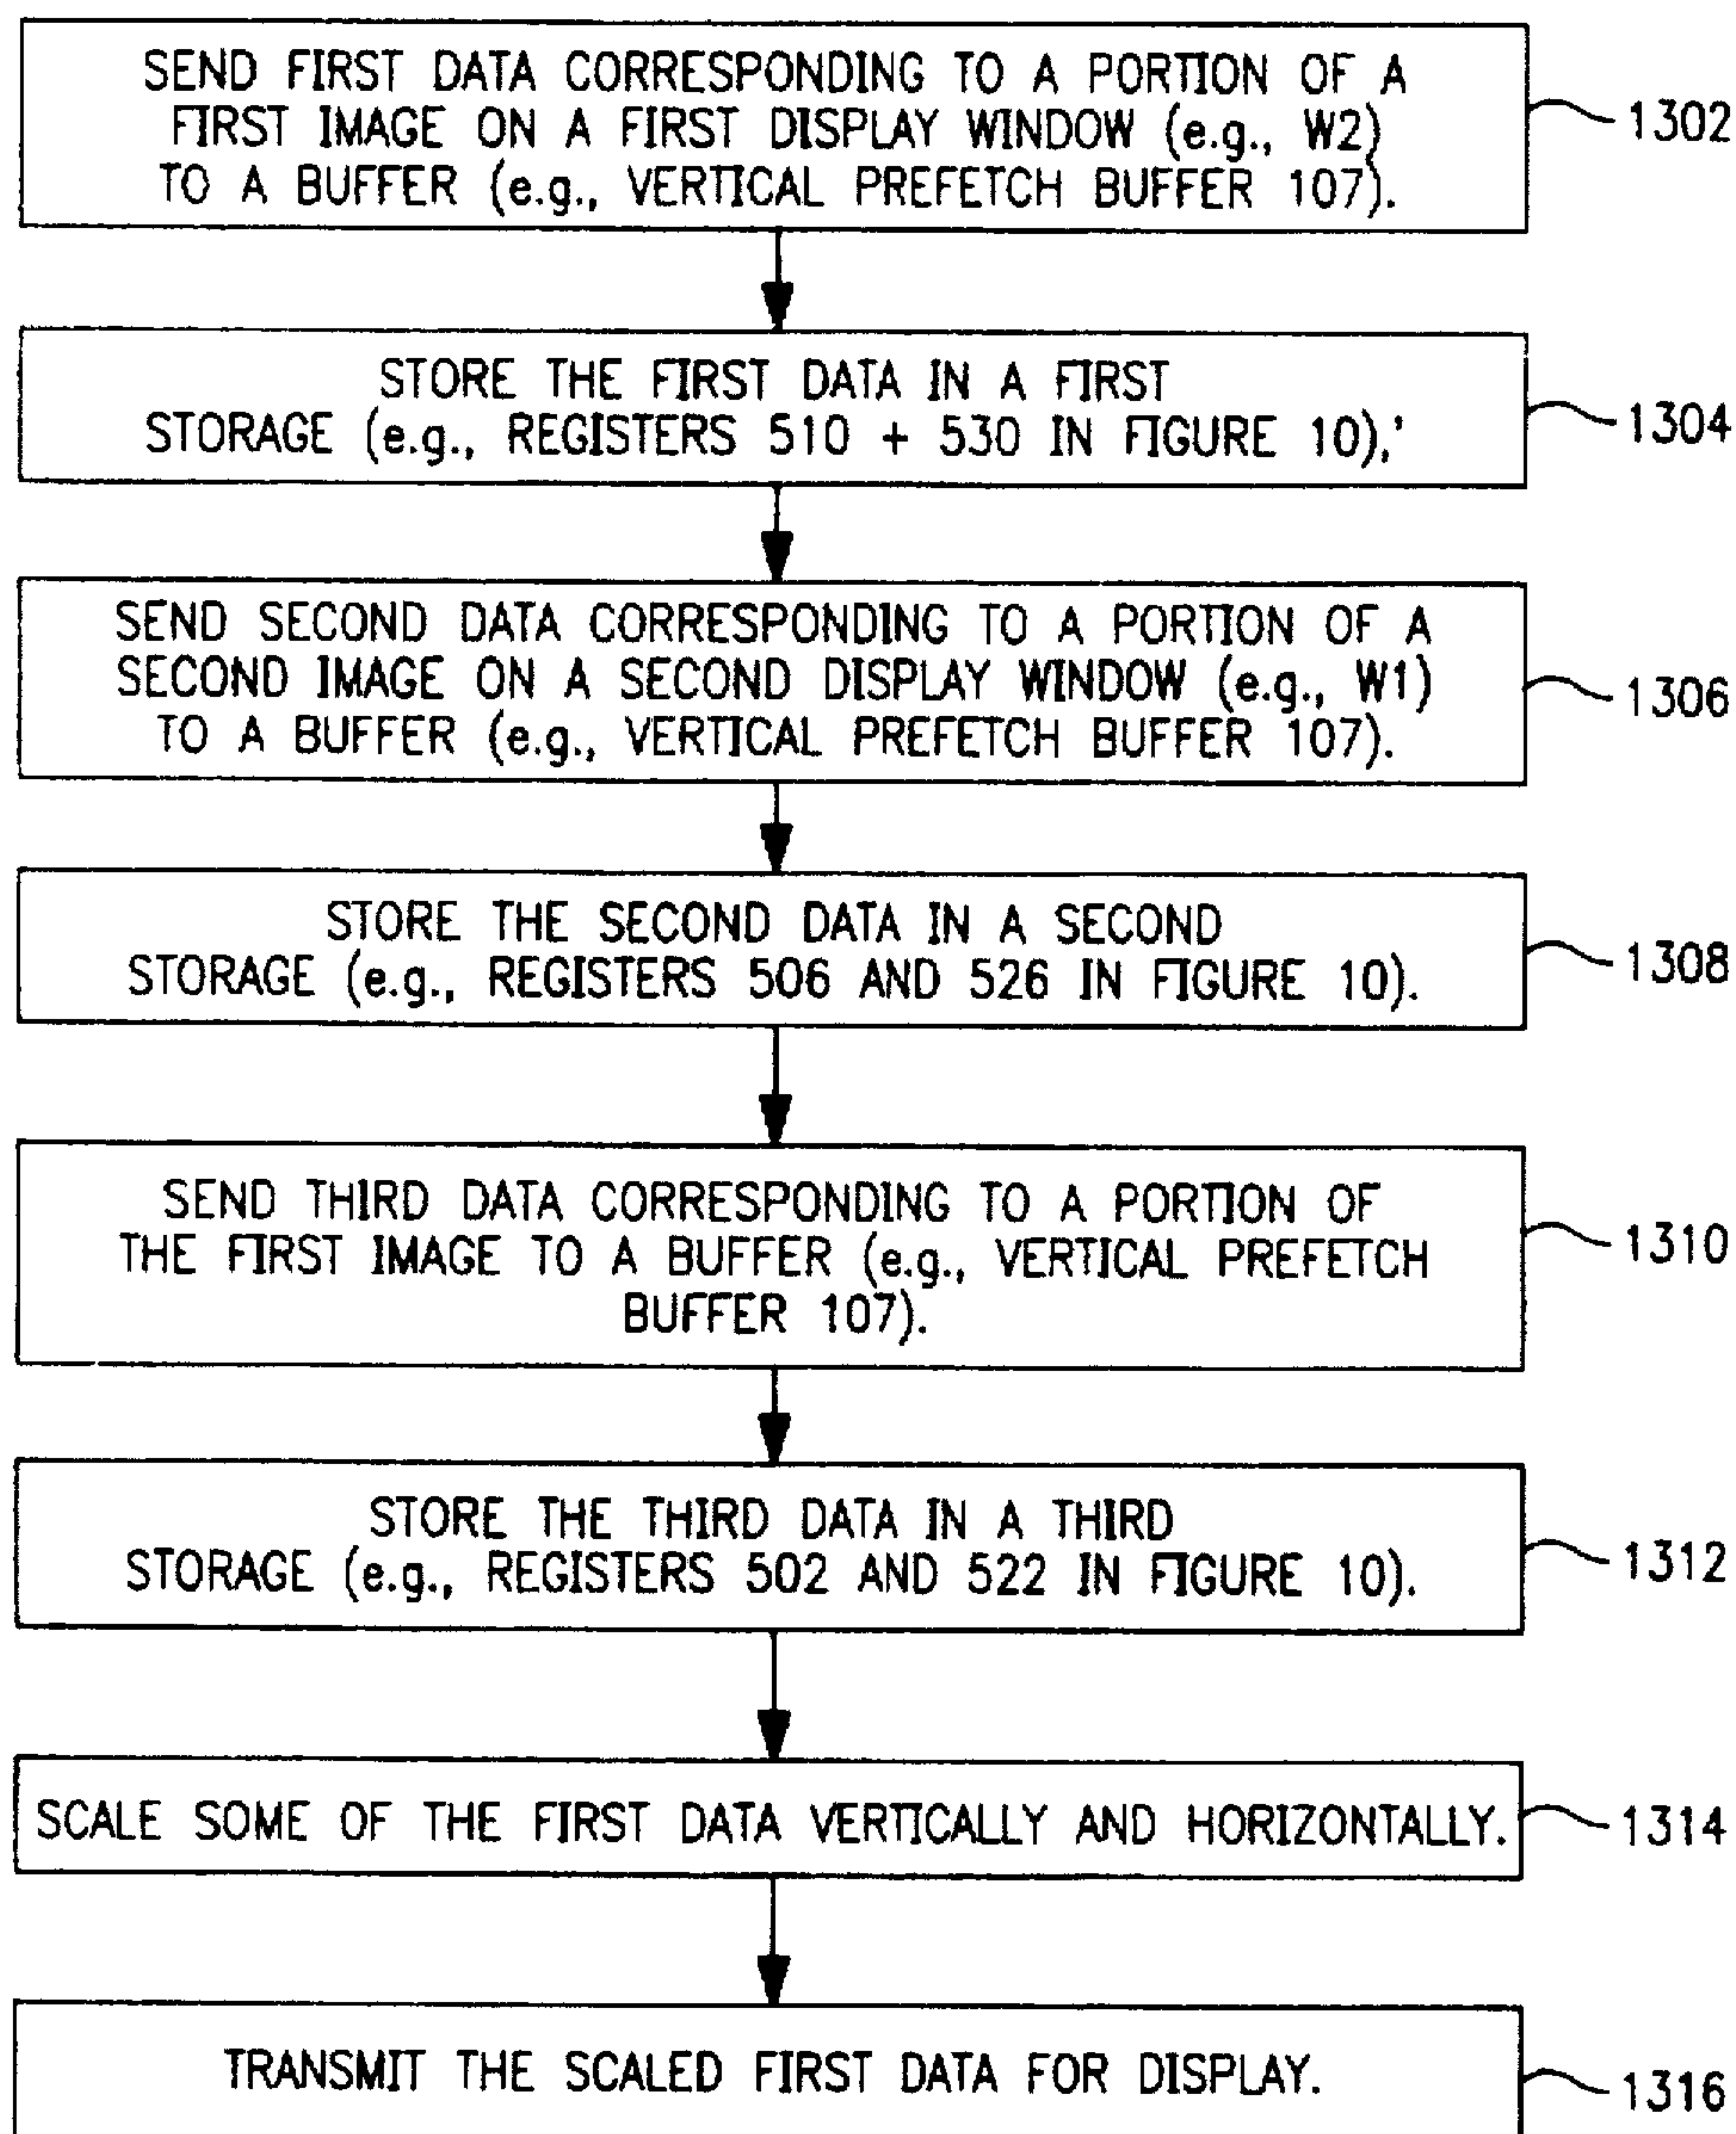 SEND FIRST DATA CORRESPONDING TO A PORTION OF A
FIRST IMAGE ON A FIRST DISPLAY WINDOW (e.g., W2)
TO A BUFFER (e.g., VERTICAL PREFETCH BUFFER 107).
1302
STORE THE FIRST DATA IN A FIRST
STORAGE (e.g., REGISTERS 510 + 530 IN FIGURE 10),'
1304
SEND SECOND DATA CORRESPONDING TO A PORTION OF A
SECOND IMAGE ON A SECOND DISPLAY WINDOW (e.g., W1)
TO A BUFFER (e.g., VERTICAL PREFETCH BUFFER 107).
1306
STORE THE SECOND DATA IN A SECOND
STORAGE (e.g., REGISTERS 506 AND 526 IN FIGURE 10).
1308
SEND THIRD DATA CORRESPONDING TO A PORTION OF
THE FIRST IMAGE TO A BUFFER (e.g., VERTICAL PREFETCH
BUFFER 107).
1310
STORE THE THIRD DATA IN A THIRD
STORAGE (e.g., REGISTERS 502 AND 522 IN FIGURE 10).
1312
SCALE SOME OF THE FIRST DATA VERTICALLY AND HORIZONTALLY.
1314
TRANSMIT THE SCALED FIRST DATA FOR DISPLAY.
1316